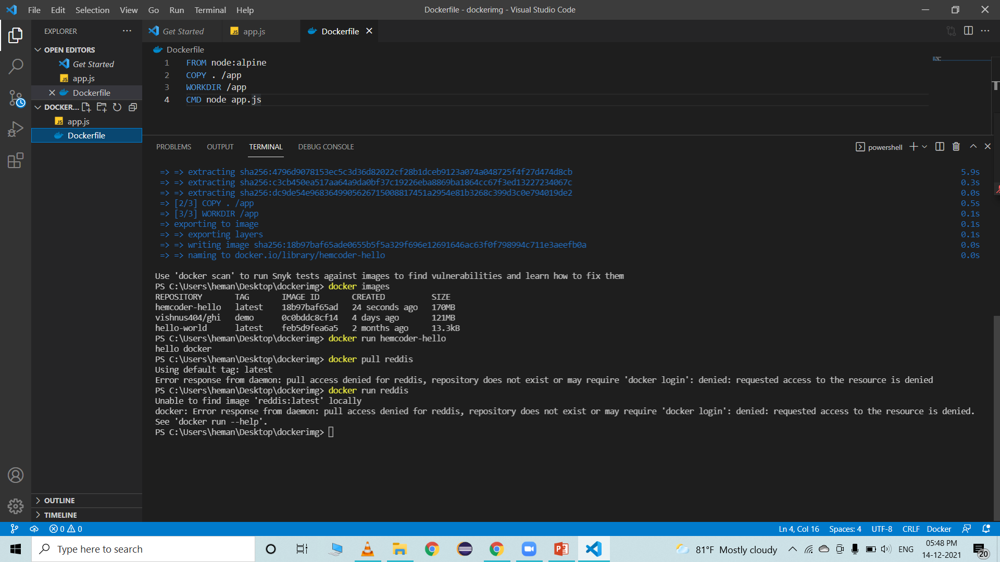 File Edit Selection View Go Run Terminal Help
Dockerfile - dockerimg - Visual Studio Code
EXPLORER
Get Started
app.js
Dockerfile
OPEN EDITORS
Get Started
app.js
Dockerfile
DOCKER...
app.js
Dockerfile
OUTLINE
TIMELINE
Dockerfile
1 FROM node:alpine
2 COPY . /app
3 WORKDIR /app
4 CMD node app.js
PROBLEMS OUTPUT TERMINAL DEBUG CONSOLE
powershell
=> => extracting sha256:4796d9078153ec5c3d36d82022cf28b1dceb9123a074a048725f4f27d474d8cb 5.9s
=> => extracting sha256:c3cb450ea517aa64a9da0bf37c19226eba8869ba1864cc67f3ed13227234067c 0.3s
=> => extracting sha256:dc9de54e9683649905626715008817451a2954e81b3268c399d3c0e794019de2 0.0s
=> [2/3] COPY . /app 0.5s
=> [3/3] WORKDIR /app 0.1s
=> exporting to image 0.1s
=> => exporting layers 0.1s
=> => writing image sha256:18b97baf65ade0655b5f5a329f696e12691646ac63f0f798994c711e3aeefb0a 0.0s
=> => naming to docker.io/library/hemcoder-hello 0.0s
Use 'docker scan' to run Snyk tests against images to find vulnerabilities and learn how to fix them
PS C:\Users\heman\Desktop\dockerimg> docker images
REPOSITORY TAG IMAGE ID CREATED SIZE
hemcoder-hello latest 18b97baf65ad 24 seconds ago 170MB
vishnus404/ghi demo 0c0bddc8cf14 4 days ago 121MB
hello-world latest feb5d9fea6a5 2 months ago 13.3kB
PS C:\Users\heman\Desktop\dockerimg> docker run hemcoder-hello
hello docker
PS C:\Users\heman\Desktop\dockerimg> docker pull reddis
Using default tag: latest
Error response from daemon: pull access denied for reddis, repository does not exist or may require 'docker login': denied: requested access to the resource is denied
PS C:\Users\heman\Desktop\dockerimg> docker run reddis
Unable to find image 'reddis:latest' locally
docker: Error response from daemon: pull access denied for reddis, repository does not exist or may require 'docker login': denied: requested access to the resource is denied.
See 'docker run --help'.
PS C:\Users\heman\Desktop\dockerimg>
0 0
Ln 4, Col 16 Spaces: 4 UTF-8 CRLF Docker
Type here to search
81°F Mostly cloudy
ENG
05:48 PM
14-12-2021
20